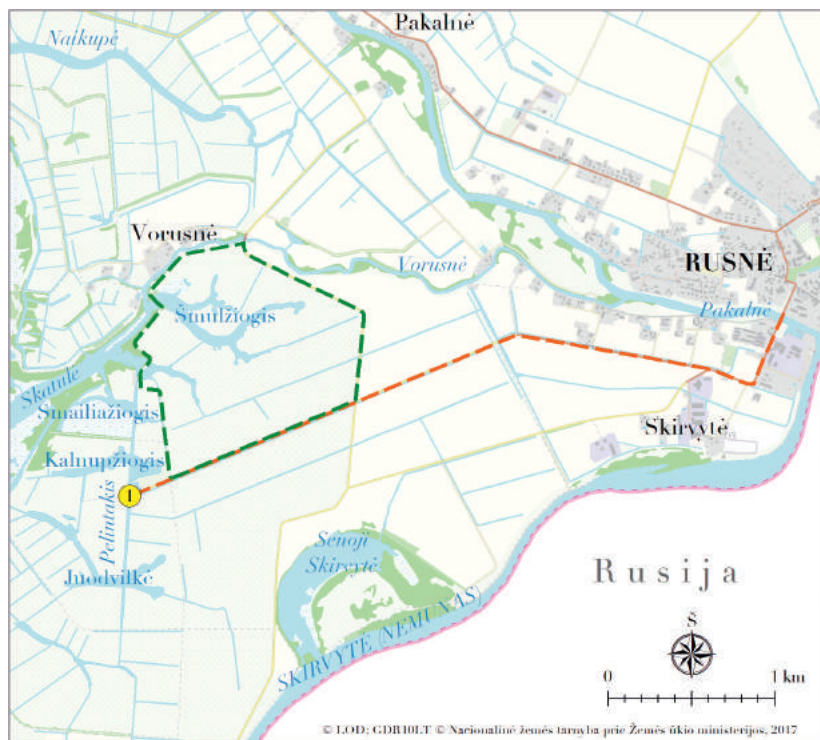 Pakalnė
Naikupė
Vorusnė
Vorusnė
RUSNĖ
Pakalnė
Šmulžiogis
Skatulė
Smailiažiogis
Skirvytė
Kalnupžiogis
1
Pelintakis
Senoji
Skirvytė
Juodvilkė
Rusija
SKIRVYTĖ (NEMUNAS)
Š
0 1 km
© LOD; GDR10LT © Nacionalinė žemės tarnyba prie Žemės ūkio ministerijos, 2017